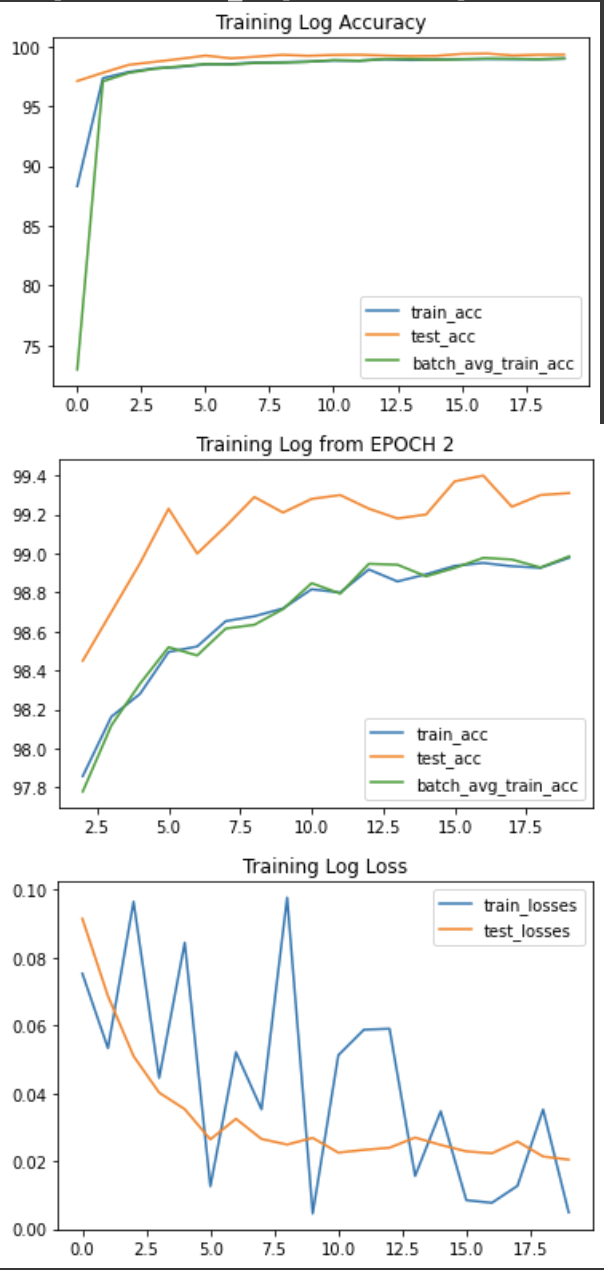 Training Log Accuracy
100
95
90
85
80
75
train_acc
test_acc
batch_avg_train_acc
0.0 2.5 5.0 7.5 10.0 12.5 15.0 17.5
Training Log from EPOCH 2
99.4
99.2
99.0
98.8
98.6
98.4
98.2
98.0
97.8
train_acc
test_acc
batch_avg_train_acc
2.5 5.0 7.5 10.0 12.5 15.0 17.5
Training Log Loss
0.10
0.08
0.06
0.04
0.02
0.00
train_losses
test_losses
0.0 2.5 5.0 7.5 10.0 12.5 15.0 17.5